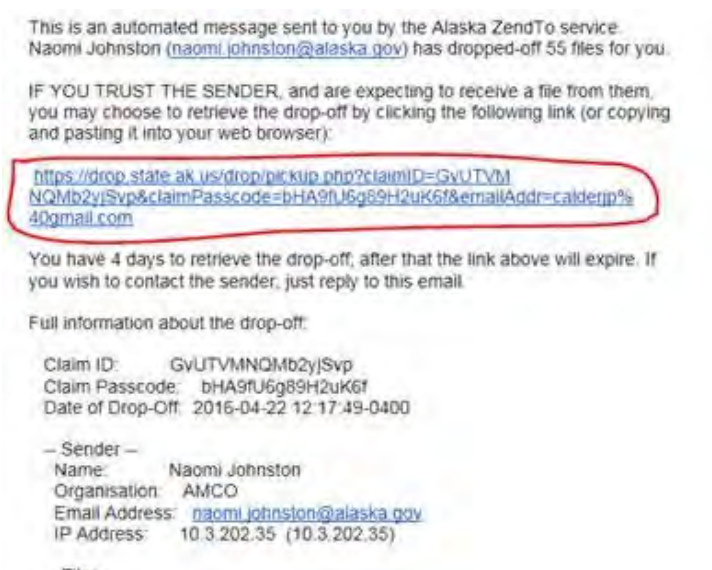 This is an automated message sent to you by the Alaska ZendTo service.
Naomi Johnston (naomi.johnston@alaska.gov) has dropped-off 55 files for you.
IF YOU TRUST THE SENDER, and are expecting to receive a file from them,
you may choose to retrieve the drop-off by clicking the following link (or copying
and pasting it into your web browser):
https://drop.state.ak.us/drop/pickup.php?claimID=GvUTVM
NQMb2yjSvp&claimPasscode=bHA9fU6g89H2uK6f&emailAddr=calderjp%
40gmail.com
You have 4 days to retrieve the drop-off; after that the link above will expire. If
you wish to contact the sender, just reply to this email.
Full information about the drop-off:
Claim ID: GvUTVMNQMb2yjSvp
Claim Passcode: bHA9fU6g89H2uK6f
Date of Drop-Off: 2016-04-22 12:17:49-0400
-- Sender --
Name: Naomi Johnston
Organisation: AMCO
Email Address: naomi.johnston@alaska.gov
IP Address: 10.3.202.35 (10.3.202.35)